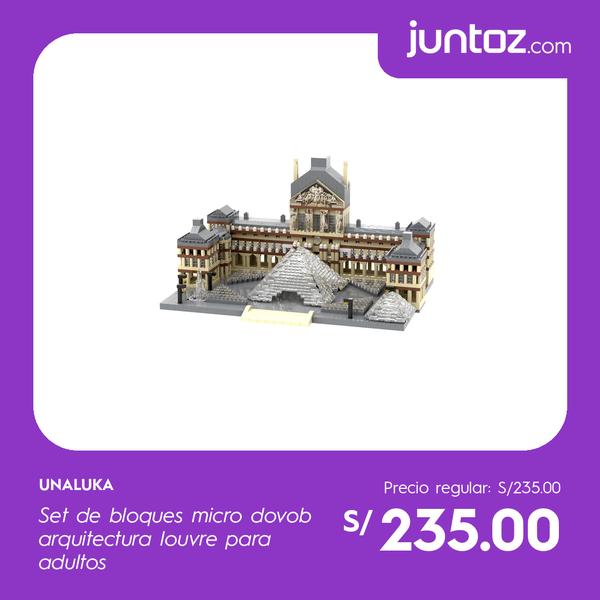 juntoz.com
UNALUKA
Set de bloques micro dovob
arquitectura louvre para
adultos
Precio regular: S/235.00
S/ 235.00